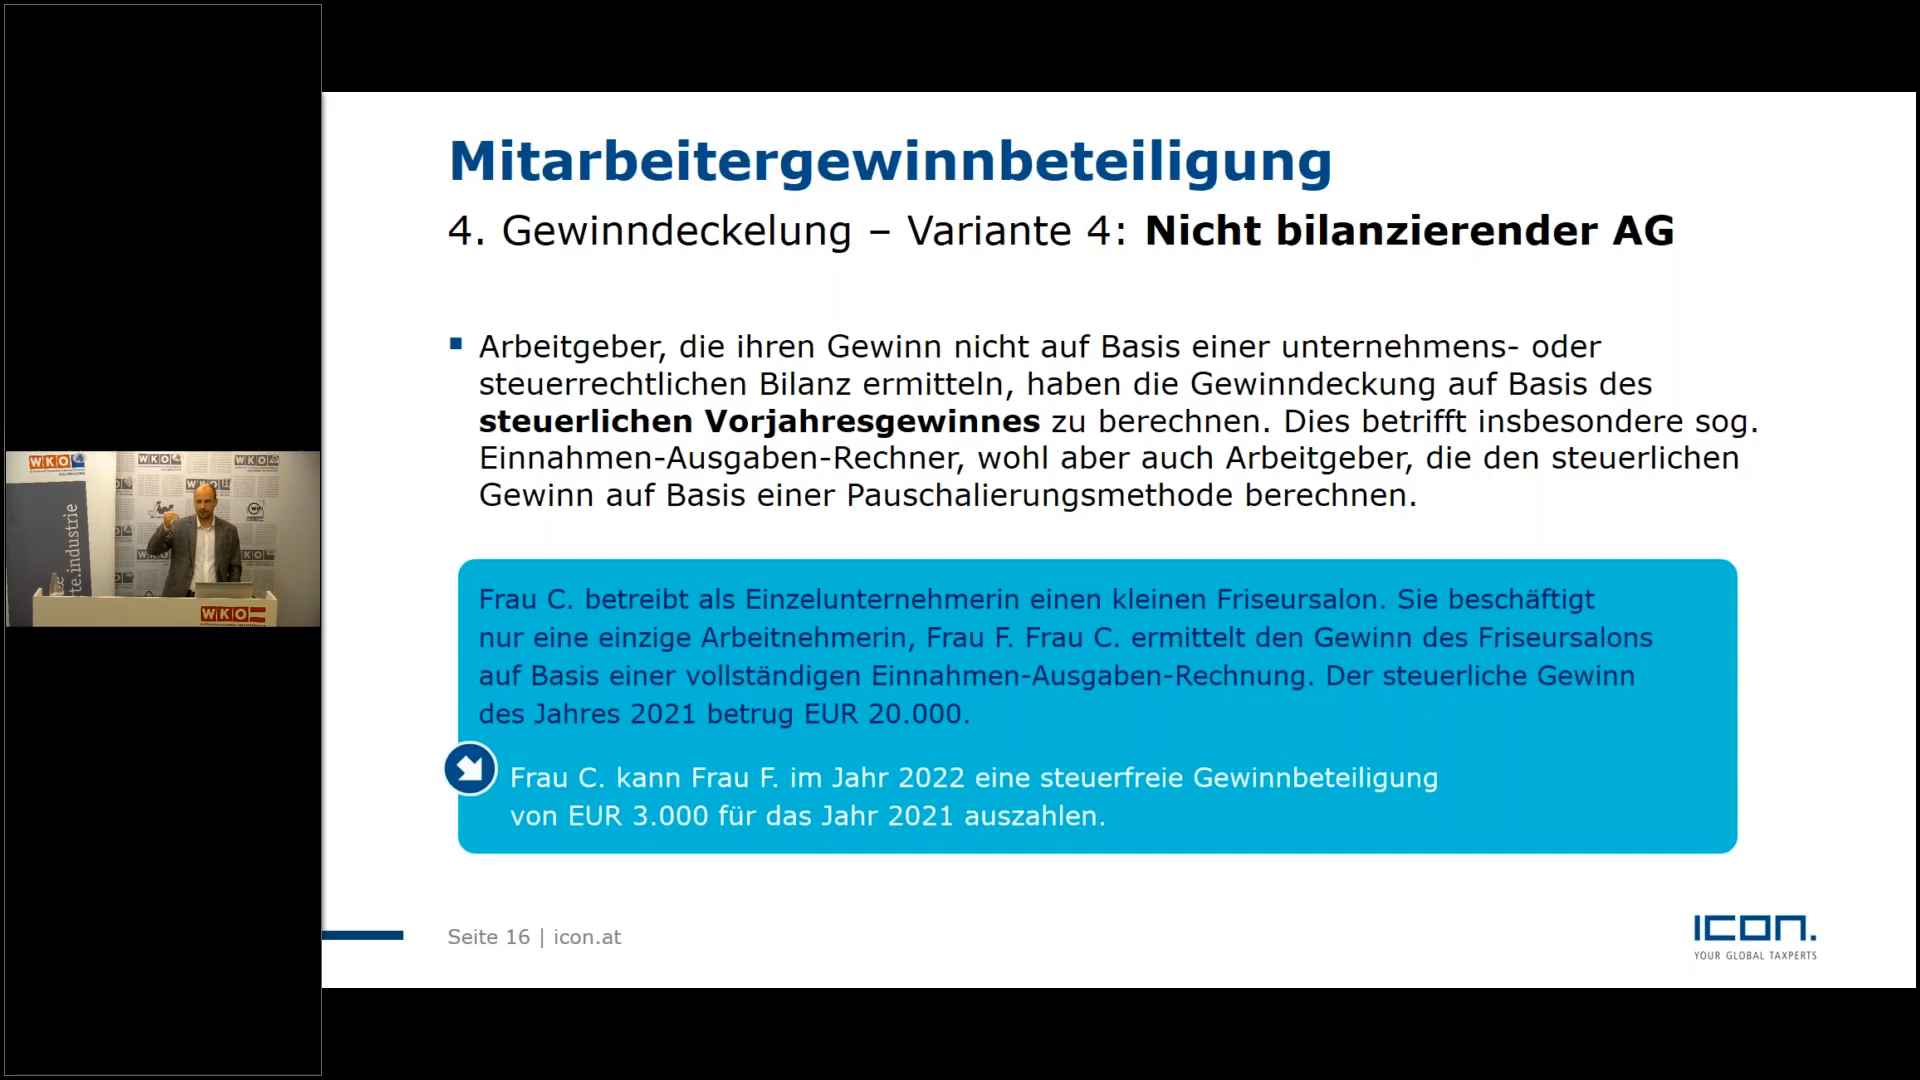 Mitarbeitergewinnbeteiligung
4. Gewinndeckelung – Variante 4: Nicht bilanzierender AG
Arbeitgeber, die ihren Gewinn nicht auf Basis einer unternehmens- oder
steuerrechtlichen Bilanz ermitteln, haben die Gewinndeckung auf Basis des
steuerlichen Vorjahresgewinnes zu berechnen. Dies betrifft insbesondere sog.
Einnahmen-Ausgaben-Rechner, wohl aber auch Arbeitgeber, die den steuerlichen
Gewinn auf Basis einer Pauschalierungsmethode berechnen.
Frau C. betreibt als Einzelunternehmerin einen kleinen Friseursalon. Sie beschäftigt
nur eine einzige Arbeitnehmerin, Frau F. Frau C. ermittelt den Gewinn des Friseursalons
auf Basis einer vollständigen Einnahmen-Ausgaben-Rechnung. Der steuerliche Gewinn
des Jahres 2021 betrug EUR 20.000.
Frau C. kann Frau F. im Jahr 2022 eine steuerfreie Gewinnbeteiligung
von EUR 3.000 für das Jahr 2021 auszahlen.
Seite 16 | icon.at
ICON.
YOUR GLOBAL TAXPERTS
WKO
WKO
WKO
WKO
WKO
WKO
te.industrie
WKO